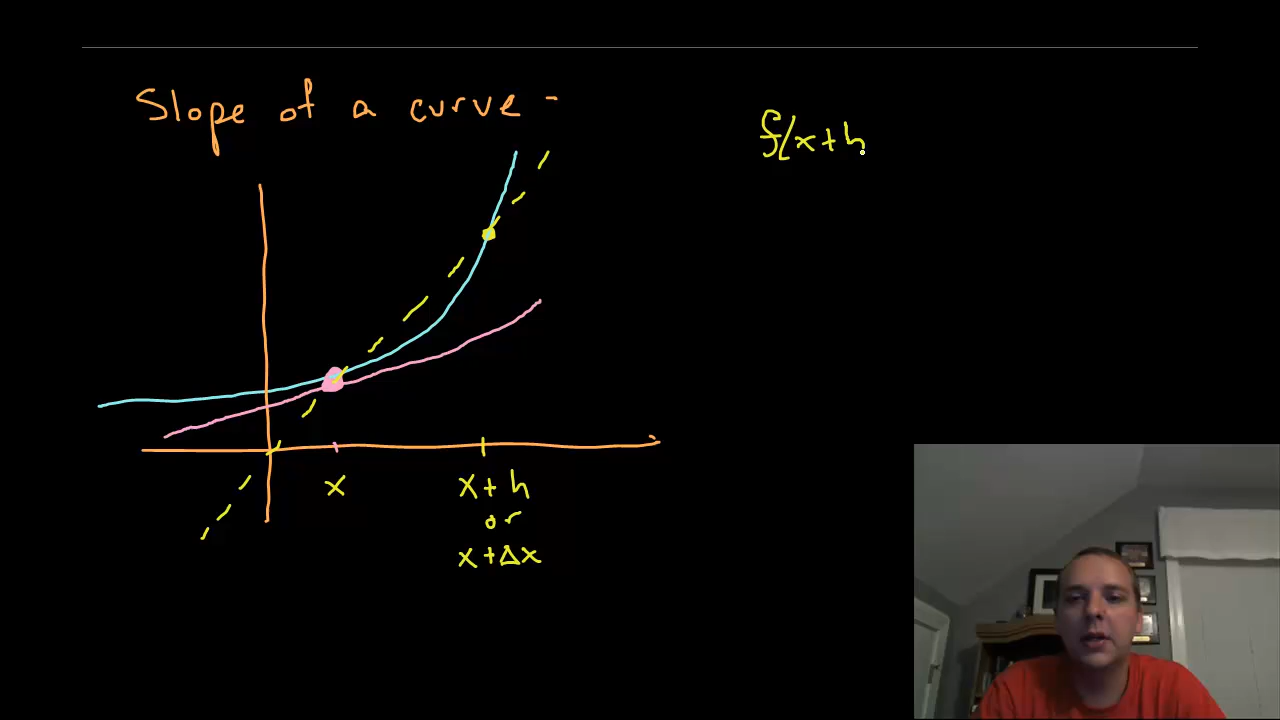 Slope of a curve -
f(x+h
x
x+h
or
x+Δx